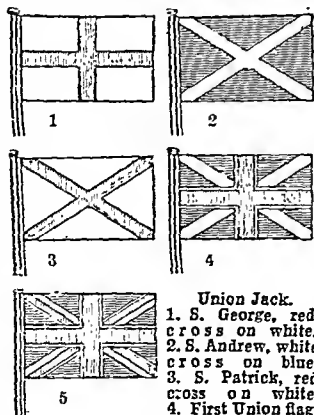 1
2
3
4
5
Union Jack.
1. S. George, red
cross on white.
2. S. Andrew, white
cross on blue
3. S. Patrick, red
cross on white
4. First Union flag